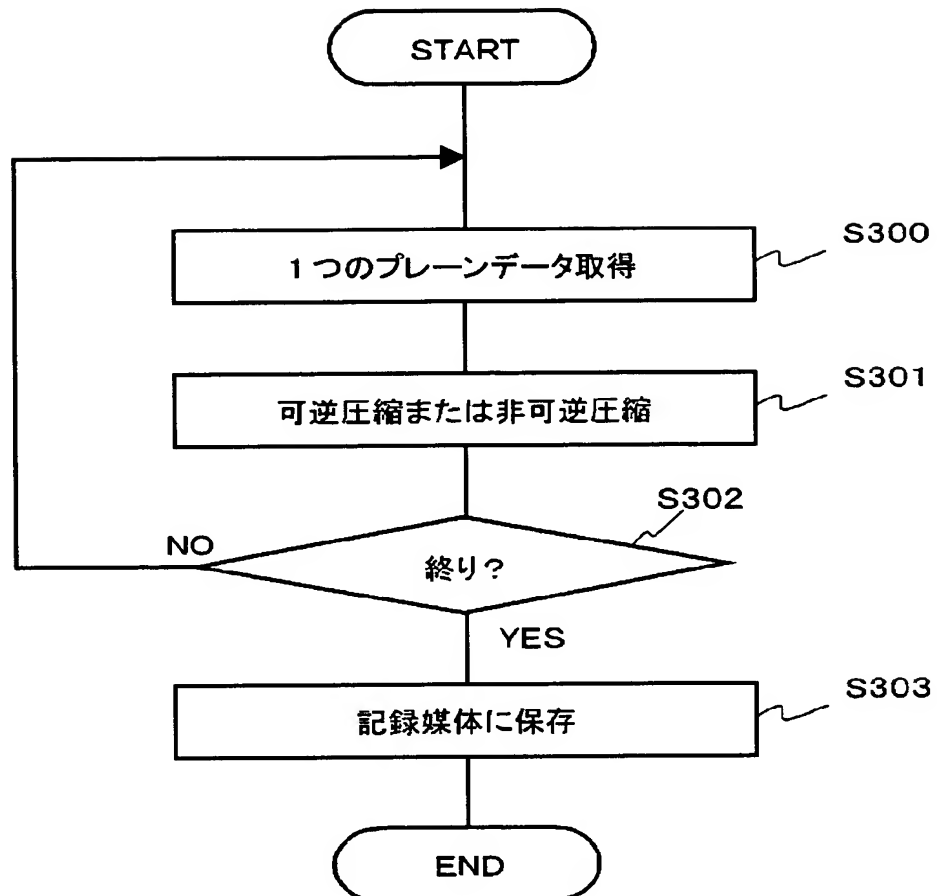 START
S300
1つのプレーンデータ取得
S301
可逆圧縮または非可逆圧縮
S302
NO
終り?
YES
S303
記録媒体に保存
END